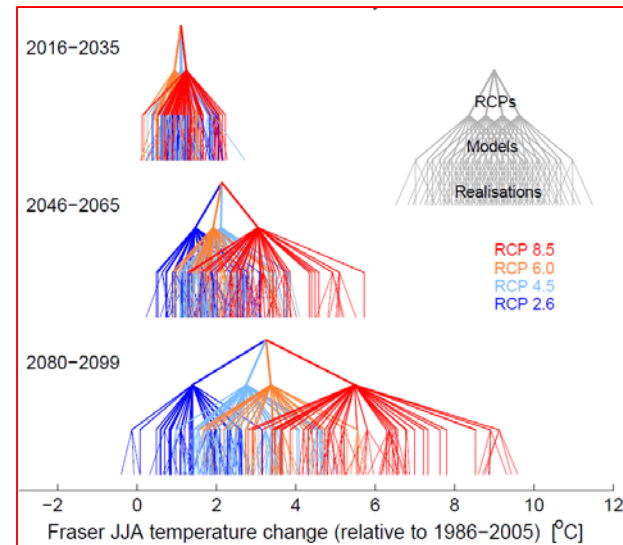 2016−2035
RCPs
Models
Realisations
2046−2065
RCP 8.5
RCP 6.0
RCP 4.5
RCP 2.6
2080−2099
−2 0 2 4 6 8 10 12
Fraser JJA temperature change (relative to 1986−2005) [°C]